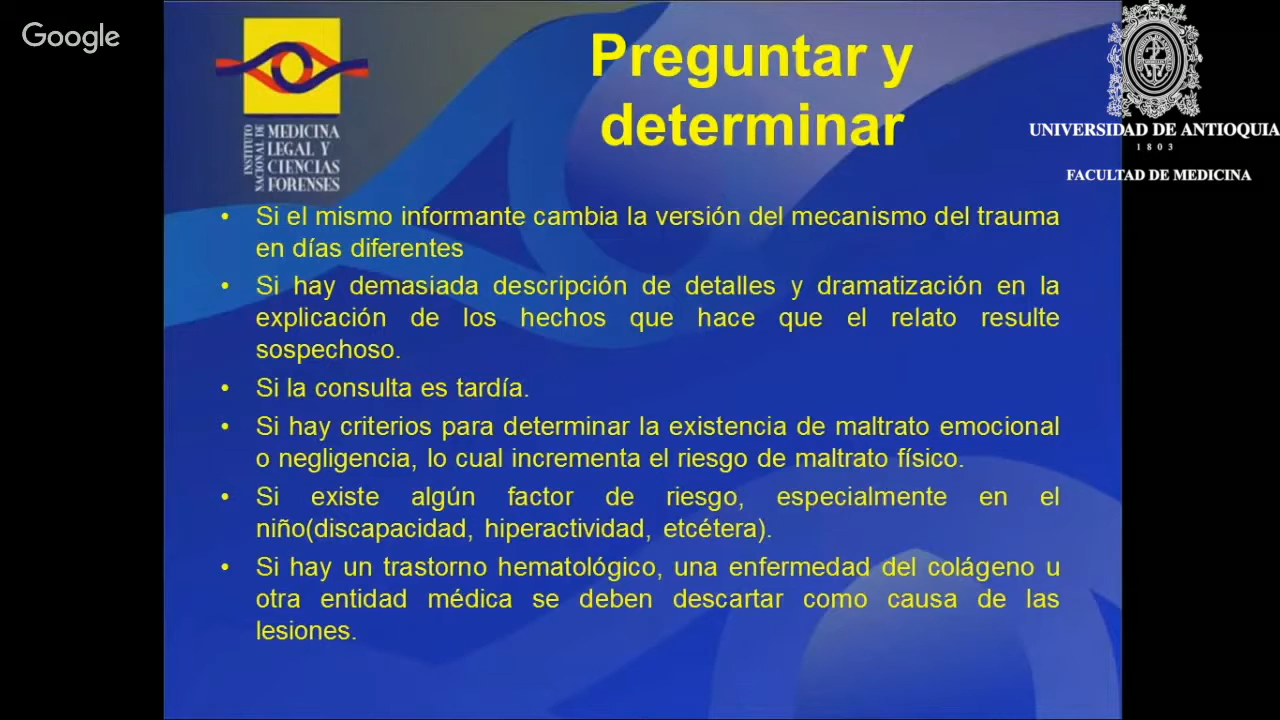 Google
Preguntar y
determinar
INSTITUTO
NACIONAL DE
MEDICINA
LEGAL Y
CIENCIAS
FORENSES
UNIVERSIDAD DE ANTIOQUIA
1803
FACULTAD DE MEDICINA
• Si el mismo informante cambia la versión del mecanismo del trauma
en días diferentes
• Si hay demasiada descripción de detalles y dramatización en la
explicación de los hechos que hace que el relato resulte
sospechoso.
• Si la consulta es tardía.
• Si hay criterios para determinar la existencia de maltrato emocional
o negligencia, lo cual incrementa el riesgo de maltrato físico.
• Si existe algún factor de riesgo, especialmente en el
niño(discapacidad, hiperactividad, etcétera).
• Si hay un trastorno hematológico, una enfermedad del colágeno u
otra entidad médica se deben descartar como causa de las
lesiones.